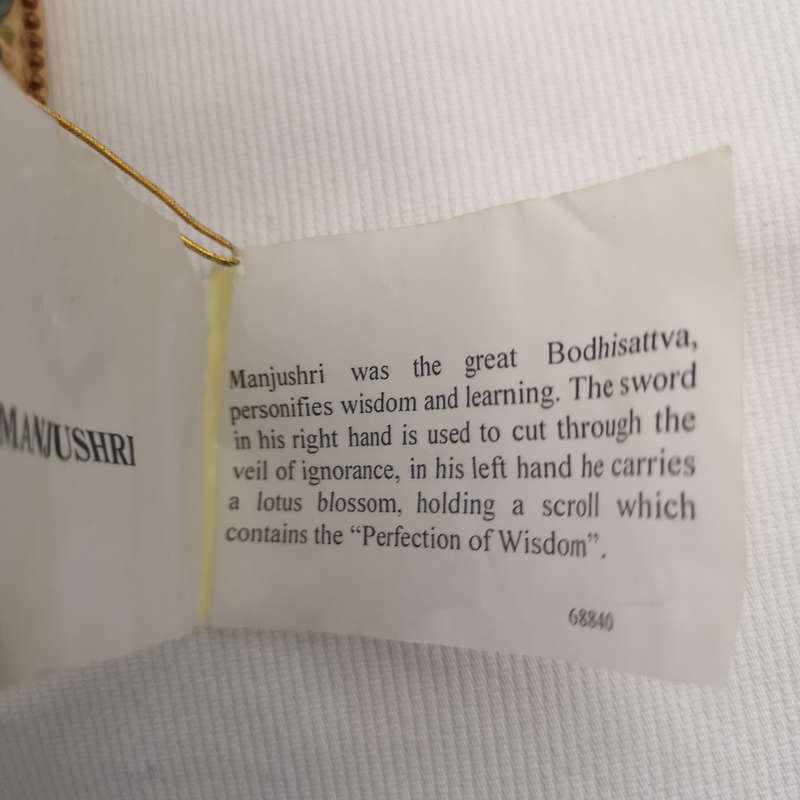 MANJUSHRI
Manjushri was the great Bodhisattva,
personifies wisdom and learning. The sword
in his right hand is used to cut through the
veil of ignorance, in his left hand he carries
a lotus blossom, holding a scroll which
contains the “Perfection of Wisdom”.
68840